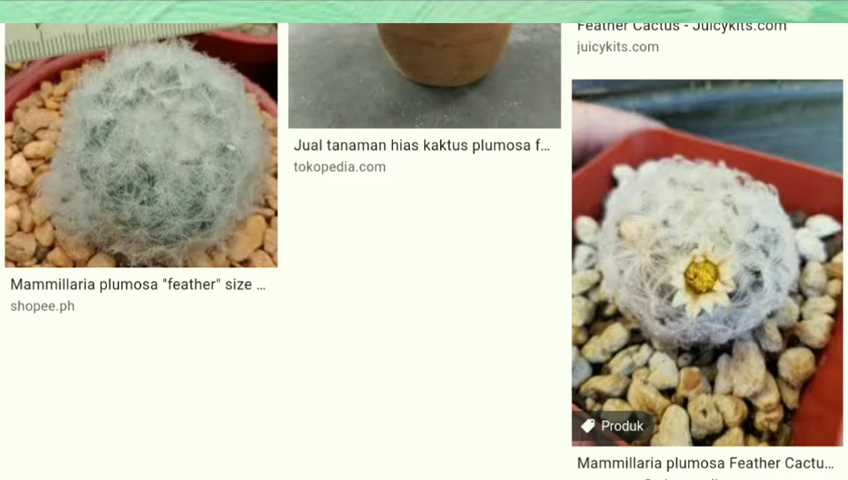 Feather Cactus - Juicykits.com
juicykits.com
Jual tanaman hias kaktus plumosa f...
tokopedia.com
Mammillaria plumosa "feather" size ...
shopee.ph
Produk
Mammillaria plumosa Feather Cactu...